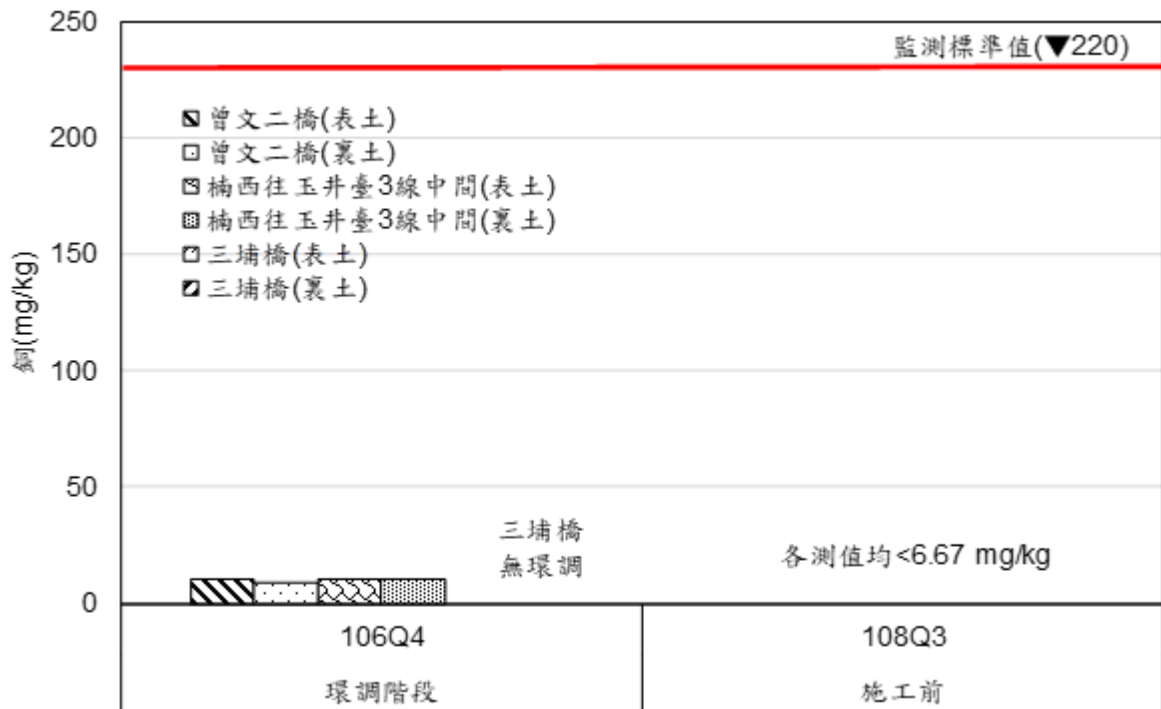 250
監測標準值(▼220)
200
曾文二橋(表土)
曾文二橋(裏土)
楠西往玉井臺3線中間(表土)
楠西往玉井臺3線中間(裏土)
三埔橋(表土)
三埔橋(裏土)
150
銅(mg/kg)
100
50
三埔橋
無環調
各測值均<6.67 mg/kg
0
106Q4
108Q3
環調階段
施工前